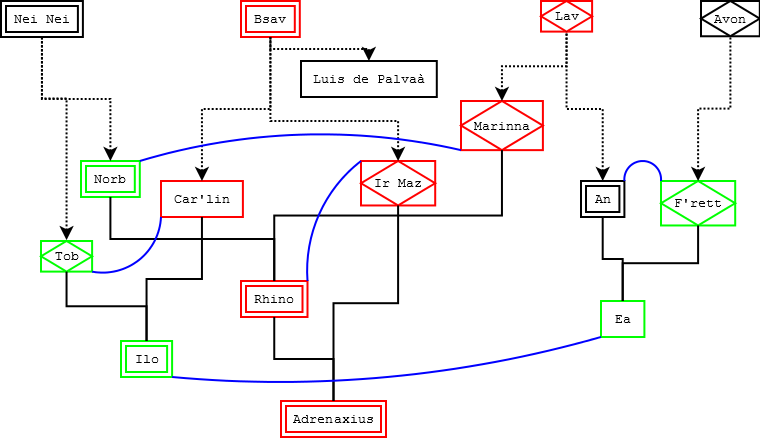 Nei Nei
Bsav
Lav
Avon
Luis de Palvaà
Marinna
Norb
Car'lin
Ir Maz
An
F'rett
Tob
Rhino
Ea
Ilo
Adrenaxius